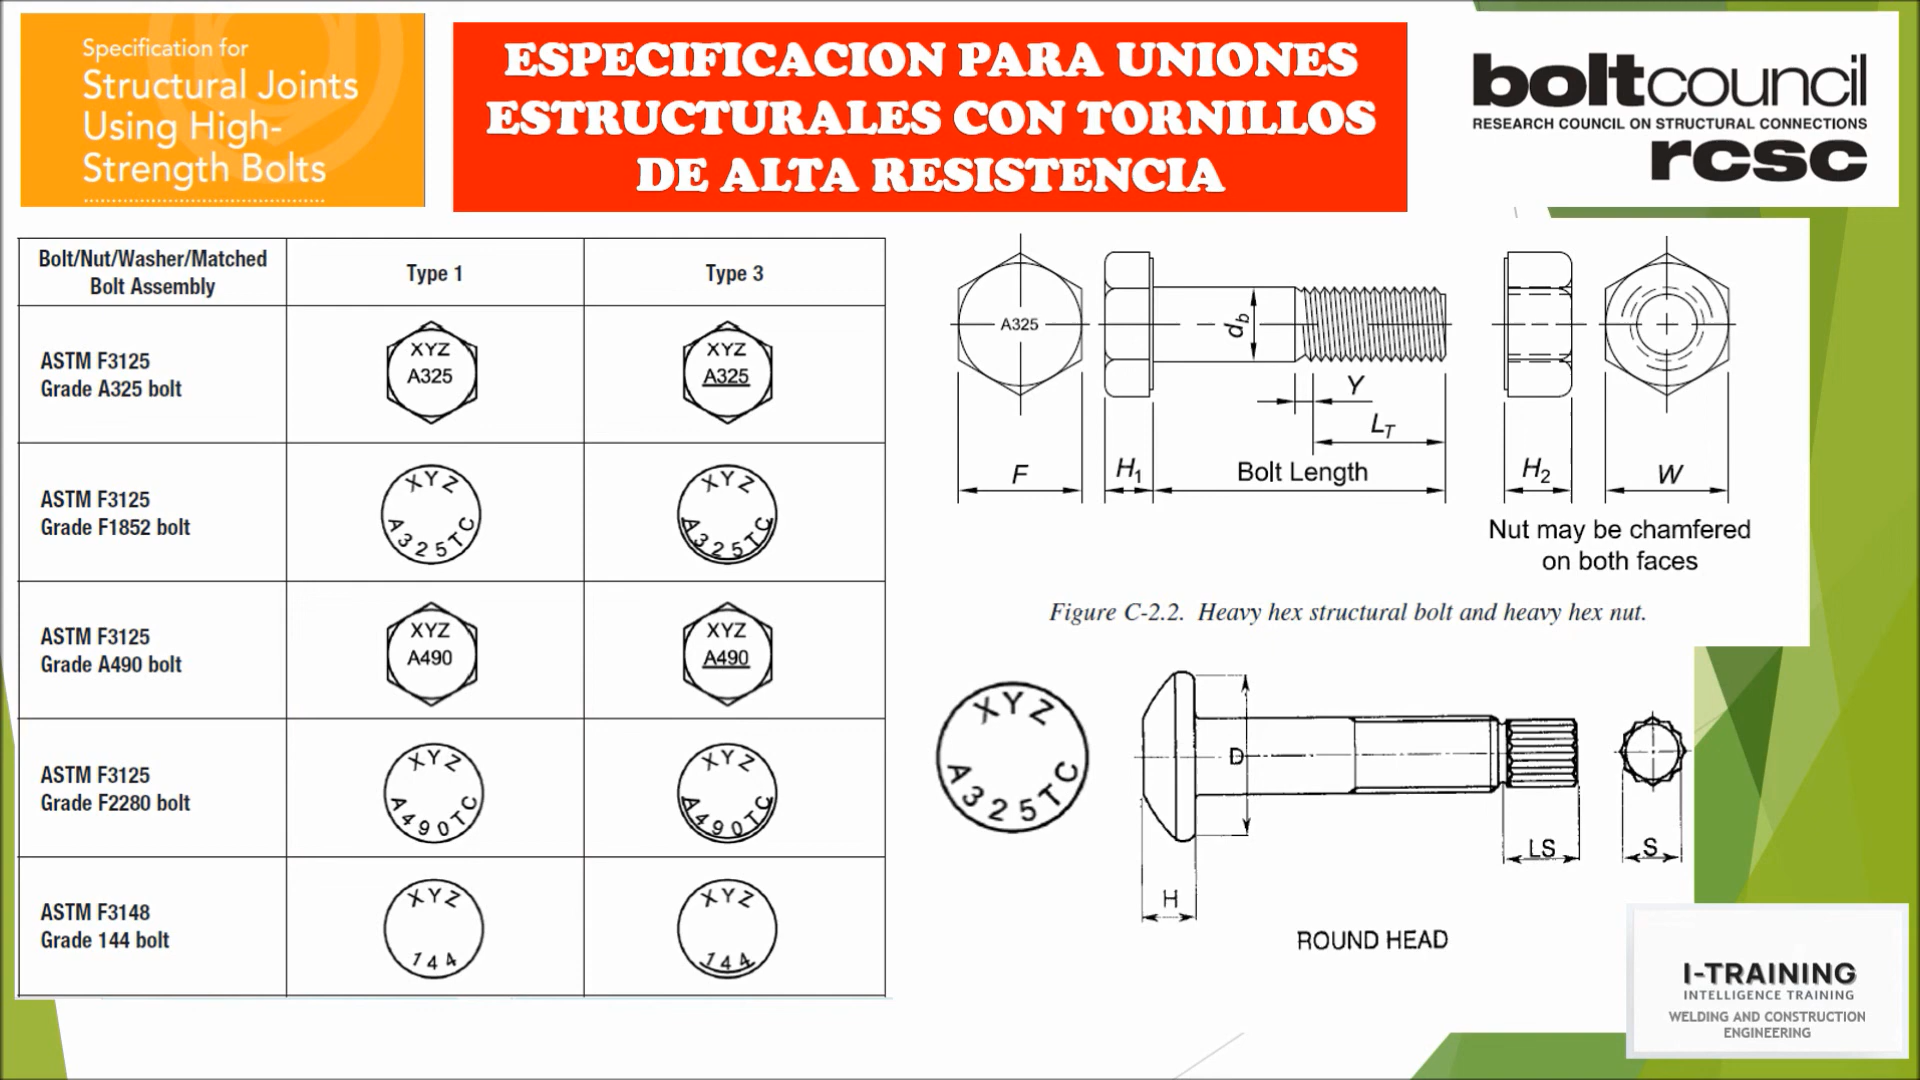 Specification for
Structural Joints
Using High-
Strength Bolts
ESPECIFICACION PARA UNIONES
ESTRUCTURALES CON TORNILLOS
DE ALTA RESISTENCIA
boltcouncil
RESEARCH COUNCIL ON STRUCTURAL CONNECTIONS
rcsc
Bolt/Nut/Washer/Matched
Bolt Assembly
Type 1
Type 3
ASTM F3125
Grade A325 bolt
XYZ
A325
XYZ
A325
ASTM F3125
Grade F1852 bolt
XYZ
A325TC
XYZ
A325TC
ASTM F3125
Grade A490 bolt
XYZ
A490
XYZ
A490
ASTM F3125
Grade F2280 bolt
XYZ
A490TC
XYZ
A490TC
ASTM F3148
Grade 144 bolt
XYZ
144
XYZ
144
A325
db
Y
LT
F
H1
Bolt Length
H2
W
Nut may be chamfered
on both faces
Figure C-2.2. Heavy hex structural bolt and heavy hex nut.
XYZ
A325TC
D
LS
S
H
ROUND HEAD
I-TRAINING
INTELLIGENCE TRAINING
WELDING AND CONSTRUCTION
ENGINEERING